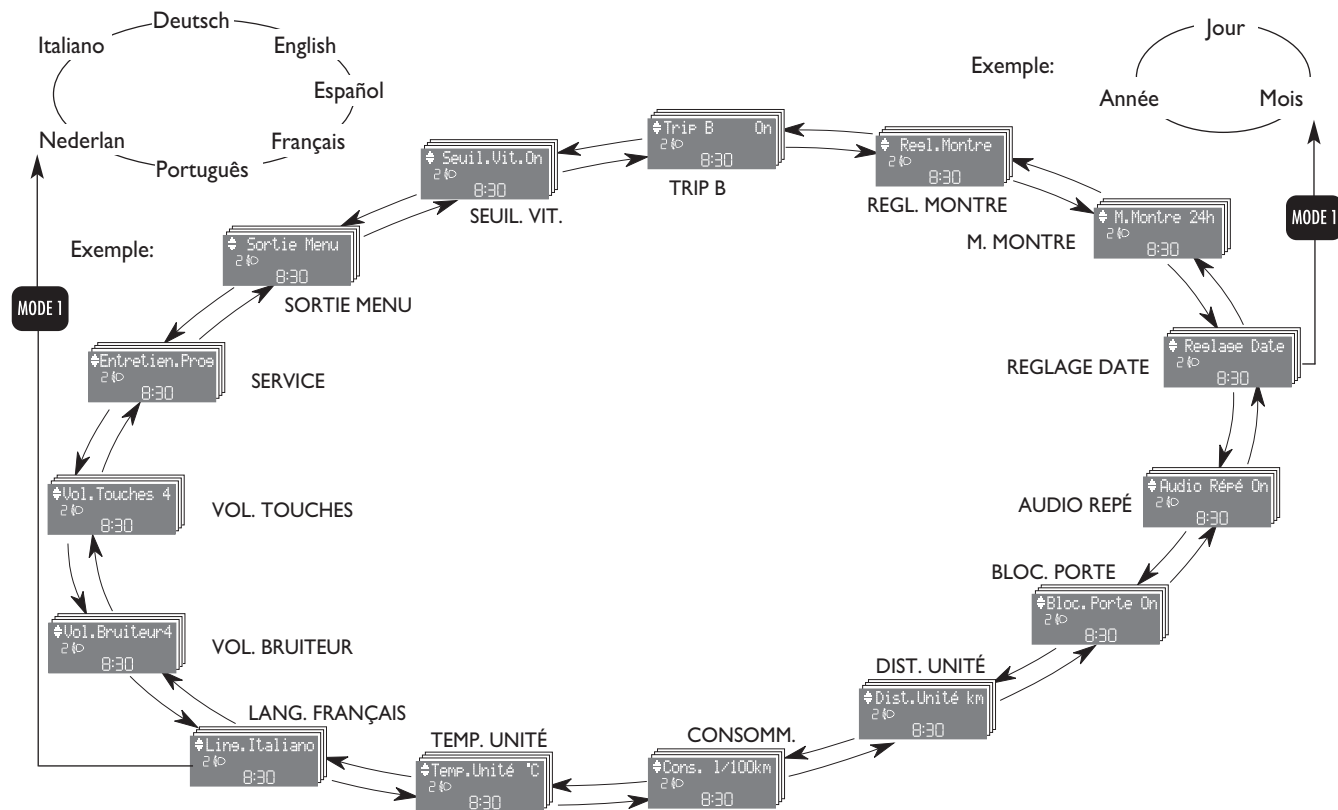 Deutsch
Italiano
English
Español
Nederlan
Français
Português
Exemple:
MODE 1
Exemple:
Jour
Année
Mois
MODE 1
Seuil.Vit.On
2
8:30
SEUIL. VIT.
Trip B On
2
8:30
TRIP B
Regl.Montre
2
8:30
REGL. MONTRE
M.Montre 24h
2
8:30
M. MONTRE
Reglage Date
2
8:30
REGLAGE DATE
Audio Répé On
2
8:30
AUDIO REPÉ
BLOC. PORTE
Bloc.Porte On
2
8:30
DIST. UNITÉ
Dist.Unité km
2
8:30
CONSOMM.
Cons. l/100km
2
8:30
TEMP. UNITÉ
Temp.Unité °C
2
8:30
LANG. FRANÇAIS
Ling.Italiano
2
8:30
Vol.Bruiteur4
2
8:30
VOL. BRUITEUR
Vol.Touches 4
2
8:30
VOL. TOUCHES
Entretien.Prog
2
8:30
SERVICE
Sortie Menu
2
8:30
SORTIE MENU